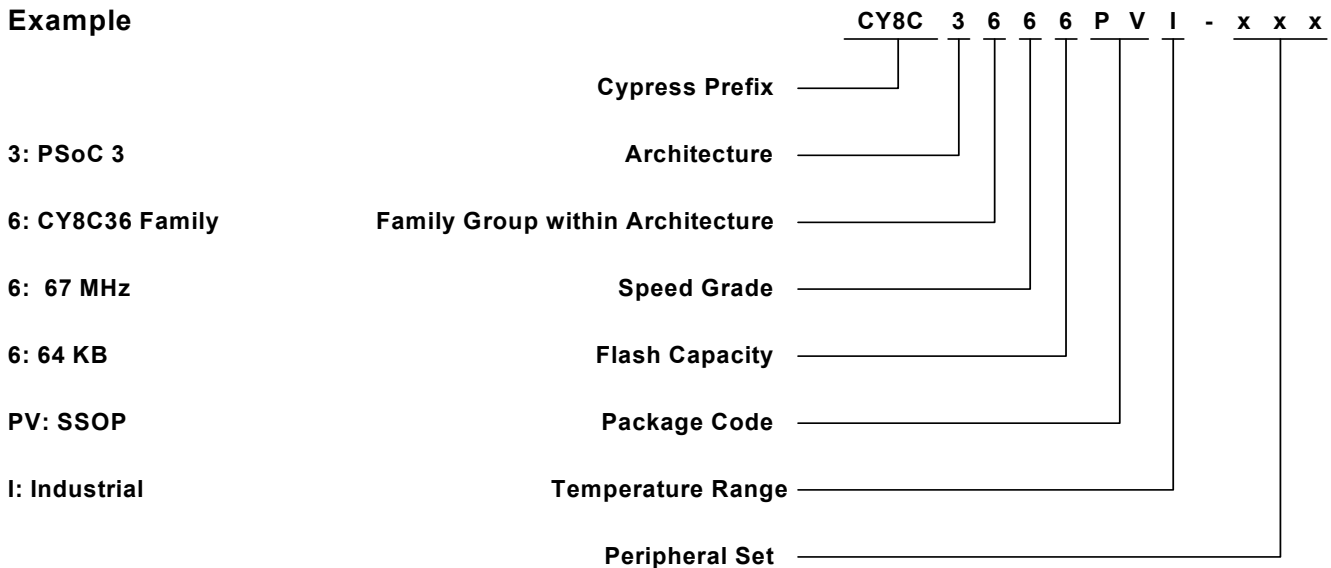 Example CY8C 3 6 6 6 P V I - x x x
Cypress Prefix
3: PSoC 3 Architecture
6: CY8C36 Family Family Group within Architecture
6: 67 MHz Speed Grade
6: 64 KB Flash Capacity
PV: SSOP Package Code
I: Industrial Temperature Range
Peripheral Set